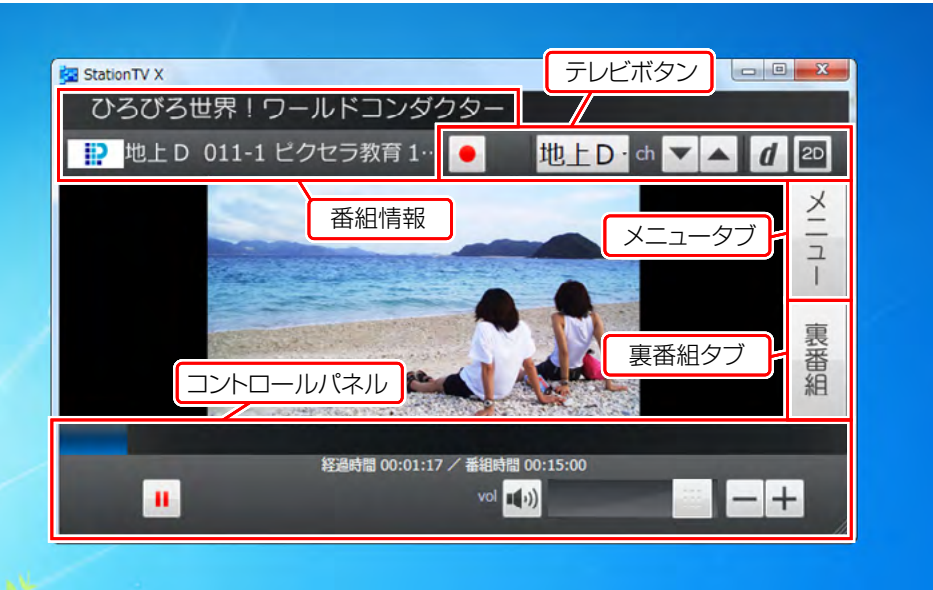 StationTV X
テレビボタン
ひろびろ世界！ワールドコンダクター
地上D 011-1 ピクセラ教育 1‥
地上D
ch
d
2D
番組情報
メニュータブ
メニュー
裏番組タブ
裏番組
コントロールパネル
経過時間 00:01:17 ／ 番組時間 00:15:00
vol